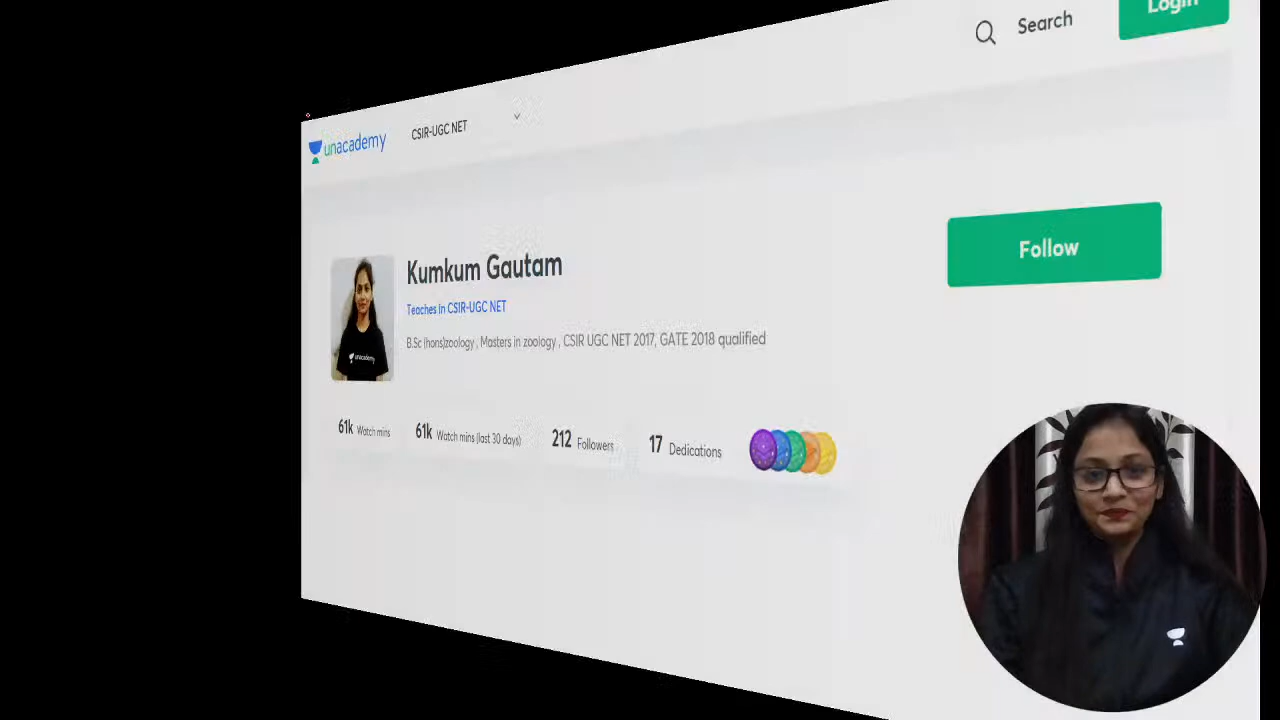 Search
Login
unacademy
CSIR-UGC NET
Kumkum Gautam
Teaches in CSIR-UGC NET
B.Sc (hons)zoology , Masters in zoology , CSIR UGC NET 2017, GATE 2018 qualified
Follow
unacademy
61k Watch mins
61k Watch mins (last 30 days)
212 Followers
17 Dedications